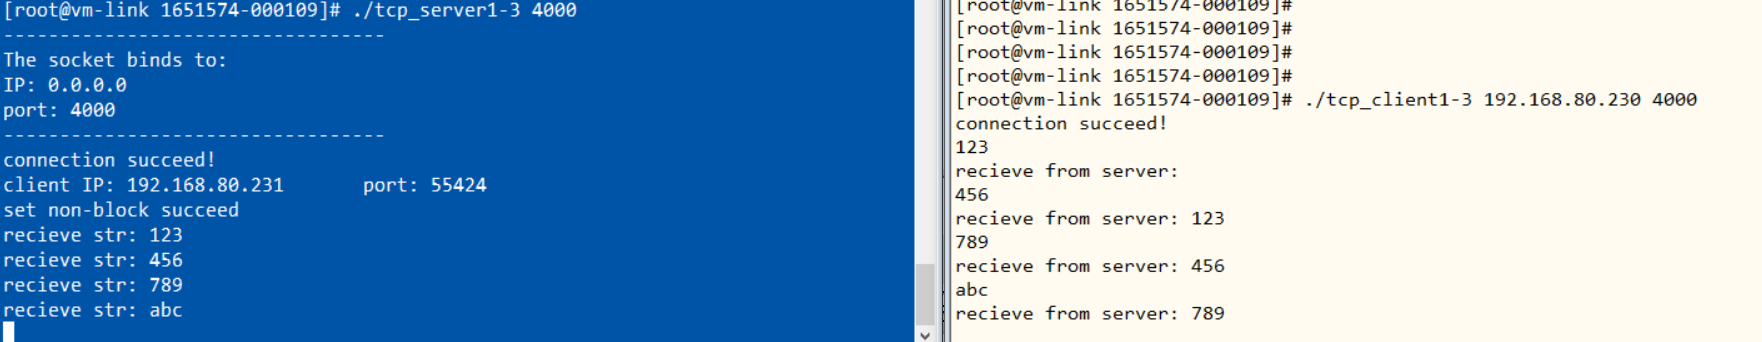 [root@vm-link 1651574-000109]# ./tcp_server1-3 4000
----------------------------------
The socket binds to:
IP: 0.0.0.0
port: 4000
----------------------------------
connection succeed!
client IP: 192.168.80.231       port: 55424
set non-block succeed
recieve str: 123
recieve str: 456
recieve str: 789
recieve str: abc
[root@vm-link 1651574-000109]#
[root@vm-link 1651574-000109]#
[root@vm-link 1651574-000109]#
[root@vm-link 1651574-000109]#
[root@vm-link 1651574-000109]# ./tcp_client1-3 192.168.80.230 4000
connection succeed!
123
recieve from server:
456
recieve from server: 123
789
recieve from server: 456
abc
recieve from server: 789